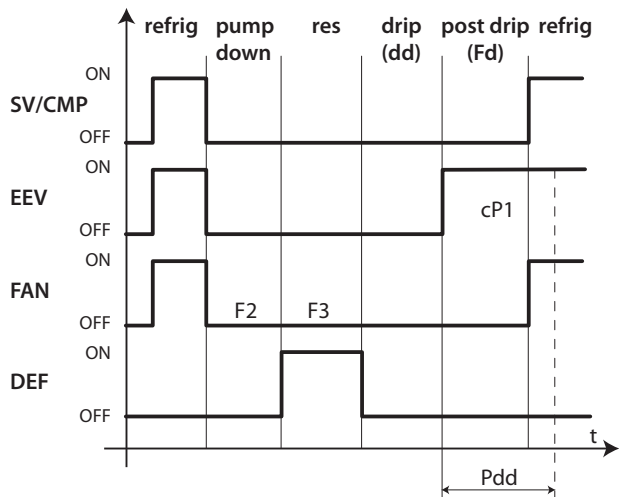 refrig pump res drip post drip refrig
down (dd) (Fd)
ON
SV/CMP
OFF
ON
EEV
cP1
OFF
ON
FAN
F2 F3
OFF
ON
DEF
OFF
t
Pdd